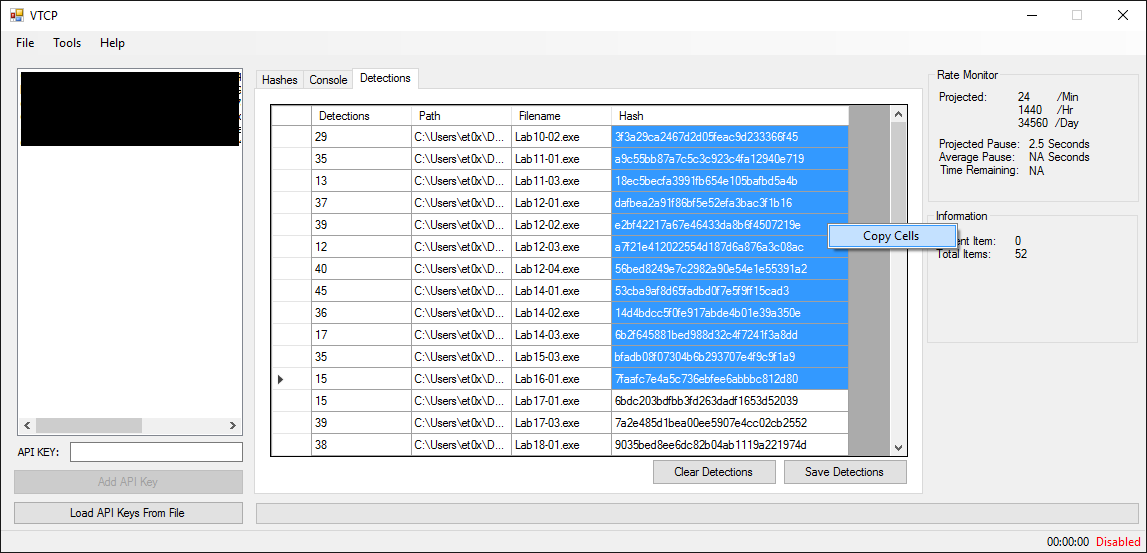 VTCP
File Tools Help
Hashes Console Detections
Detections Path Filename Hash
29 C:\Users\et0x\D... Lab10-02.exe 3f3a29ca2467d2d05feac9d233366f45
35 C:\Users\et0x\D... Lab11-01.exe a9c55bb87a7c5c3c923c4fa12940e719
13 C:\Users\et0x\D... Lab11-03.exe 18ec5becfa3991fb654e105bafbd5a4b
37 C:\Users\et0x\D... Lab12-01.exe dafbea2a91f86bf5e52efa3bac3f1b16
39 C:\Users\et0x\D... Lab12-02.exe e2bf42217a67e46433da8b6f4507219e
12 C:\Users\et0x\D... Lab12-03.exe a7f21e412022554d187d6a876a3c08ac
40 C:\Users\et0x\D... Lab12-04.exe 56bed8249e7c2982a90e54e1e55391a2
45 C:\Users\et0x\D... Lab14-01.exe 53cba9af8d65fadbd0f7e5f9ff15cad3
36 C:\Users\et0x\D... Lab14-02.exe 14d4bdcc5f0fe917abde4b01e39a350e
17 C:\Users\et0x\D... Lab14-03.exe 6b2f645881bed988d32c4f7241f3a8dd
35 C:\Users\et0x\D... Lab15-03.exe bfadb08f07304b6b293707e4f9c9f1a9
15 C:\Users\et0x\D... Lab16-01.exe 7faafc7e4a5c736ebfee6abbbc812d80
15 C:\Users\et0x\D... Lab17-01.exe 6bdc203bdfbb3fd263dadf1653d52039
39 C:\Users\et0x\D... Lab17-03.exe 7a2e485d1bea00ee5907e4cc02cb2552
38 C:\Users\et0x\D... Lab18-01.exe 9035bed8ee6dc82b04ab1119a221974d
Copy Cells
Clear Detections Save Detections
API KEY:
Add API Key
Load API Keys From File
Rate Monitor
Projected: 24 /Min
1440 /Hr
34560 /Day
Projected Pause: 2.5 Seconds
Average Pause: NA Seconds
Time Remaining: NA
Information
ent Item: 0
Total Items: 52
00:00:00 Disabled